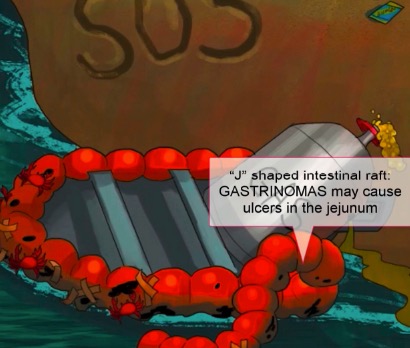 SOS
“J” shaped intestinal raft:
GASTRINOMAS may cause
ulcers in the jejunum